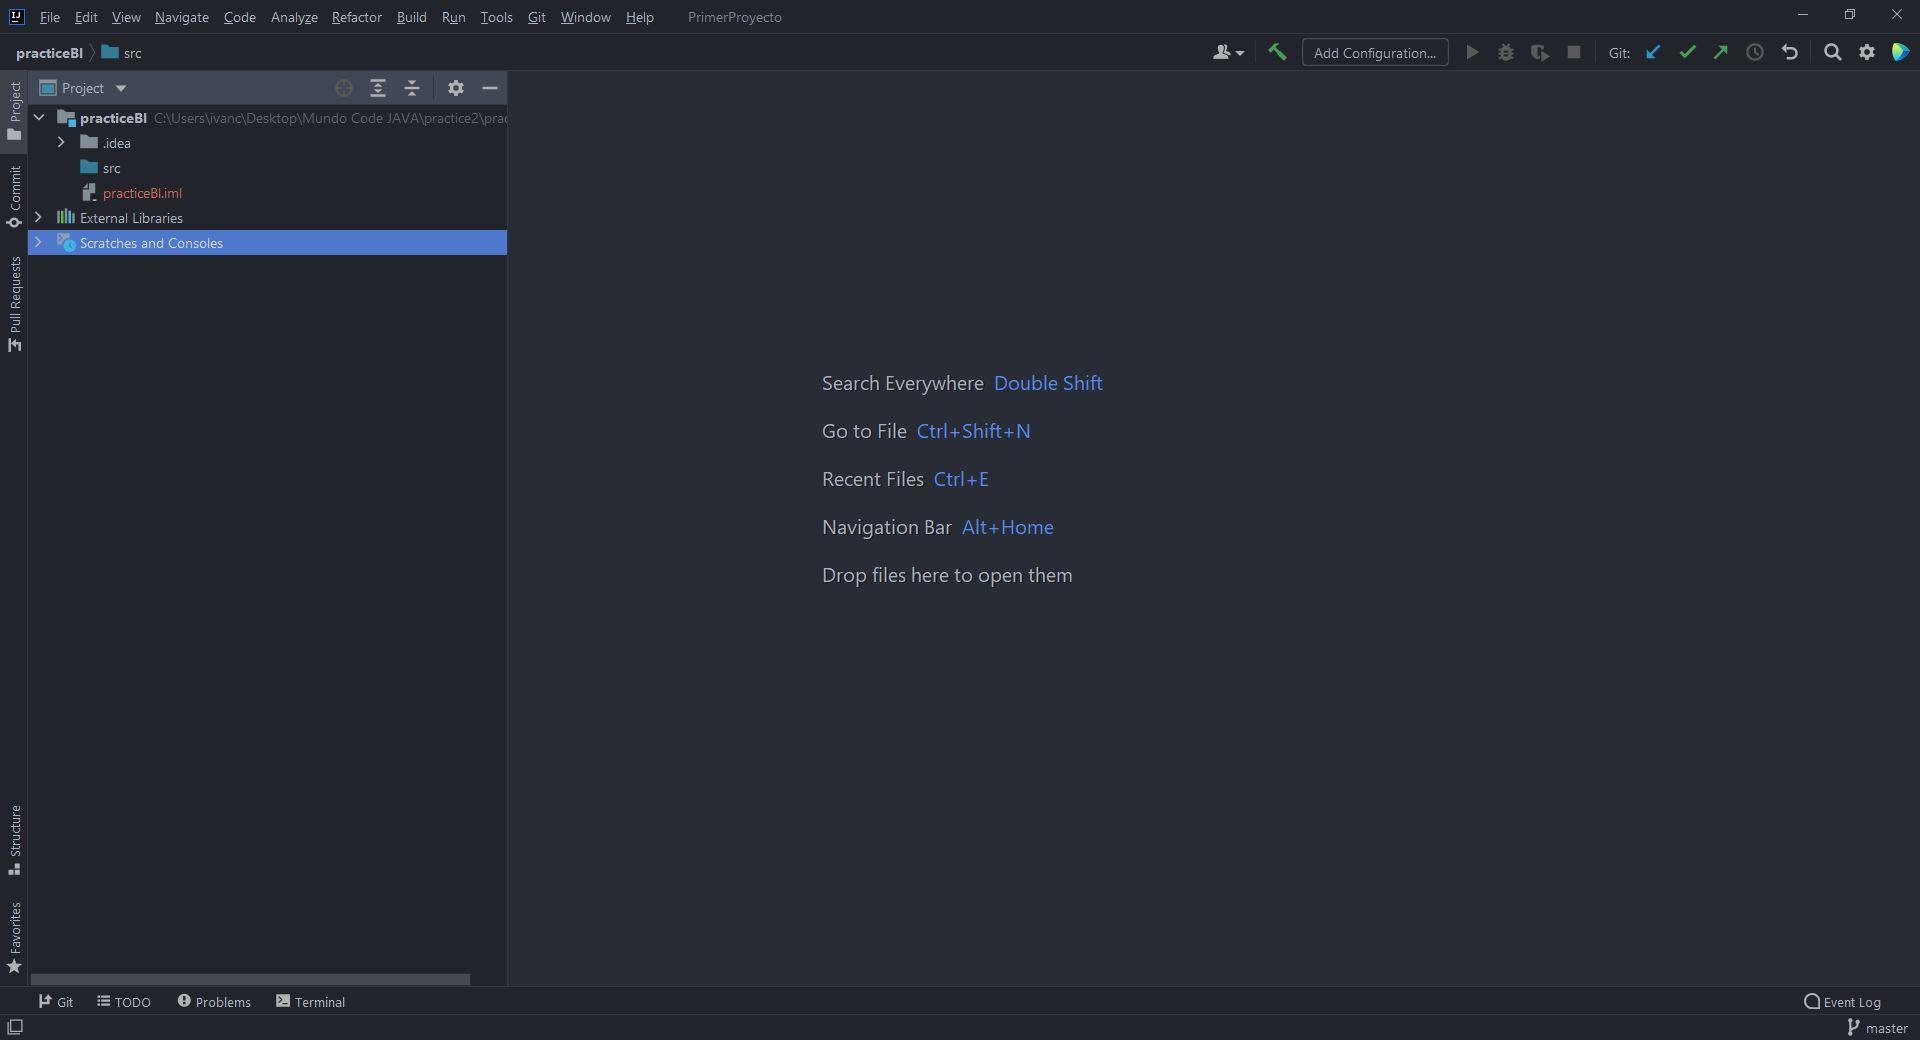 File Edit View Navigate Code Analyze Refactor Build Run Tools Git Window Help PrimerProyecto
practiceBI src Add Configuration... Git:
Project
Project
practiceBI C:\Users\ivanc\Desktop\Mundo Code JAVA\practice2\prac
.idea
src
practiceBI.iml
External Libraries
Scratches and Consoles
Commit
Pull Requests
Structure
Favorites
Search Everywhere Double Shift
Go to File Ctrl+Shift+N
Recent Files Ctrl+E
Navigation Bar Alt+Home
Drop files here to open them
Git TODO Problems Terminal Event Log
master